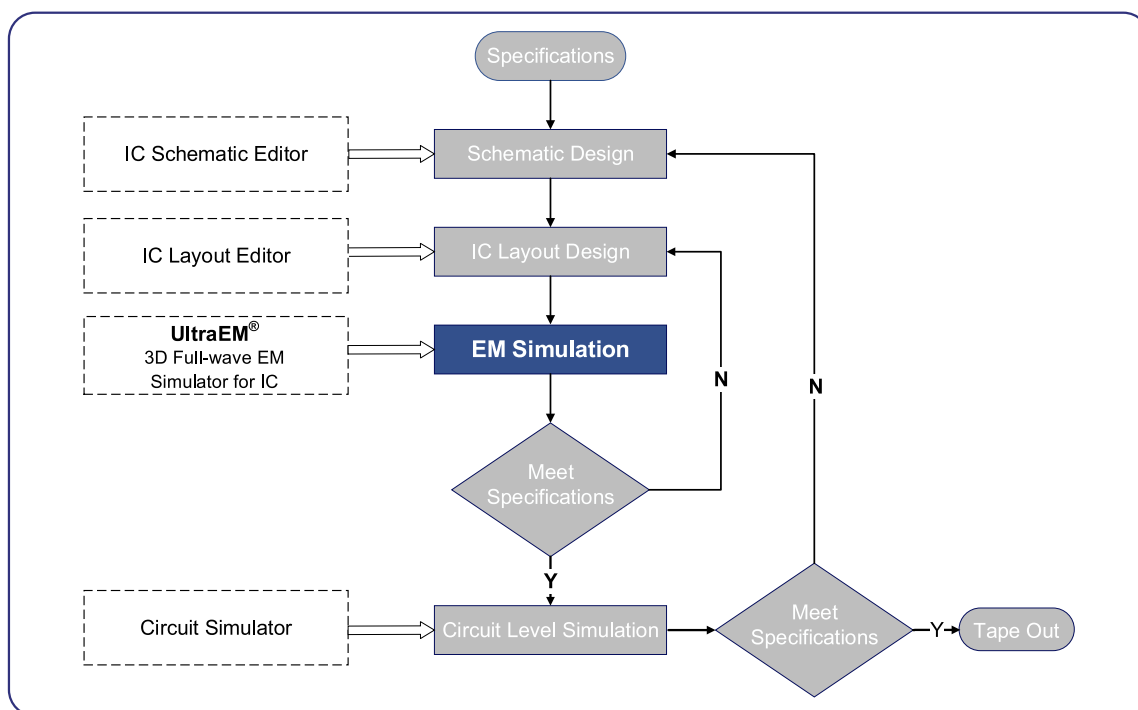 Specifications
IC Schematic Editor
Schematic Design
IC Layout Editor
IC Layout Design
UltraEM®
3D Full-wave EM
Simulator for IC
EM Simulation
N
N
Meet
Specifications
Y
Circuit Simulator
Circuit Level Simulation
Meet
Specifications
Y
Tape Out